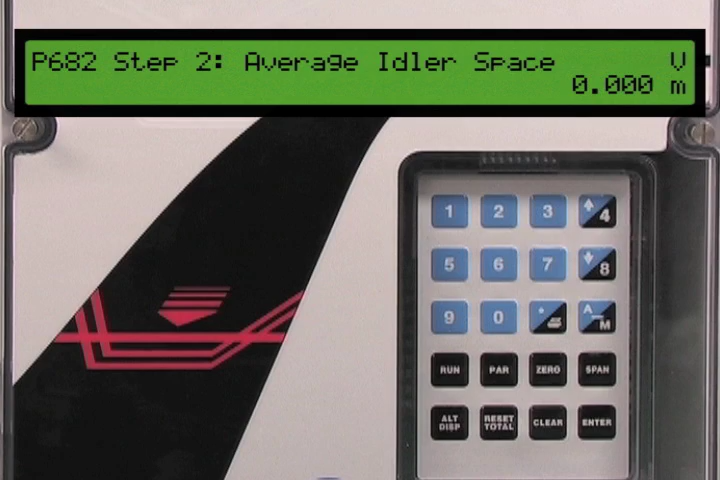 P682 Step 2: Average Idler Space V
0.000 m
1 2 3 4
5 6 7 8
9 0 A M
RUN PAR ZERO SPAN
ALT DISP RESET TOTAL CLEAR ENTER